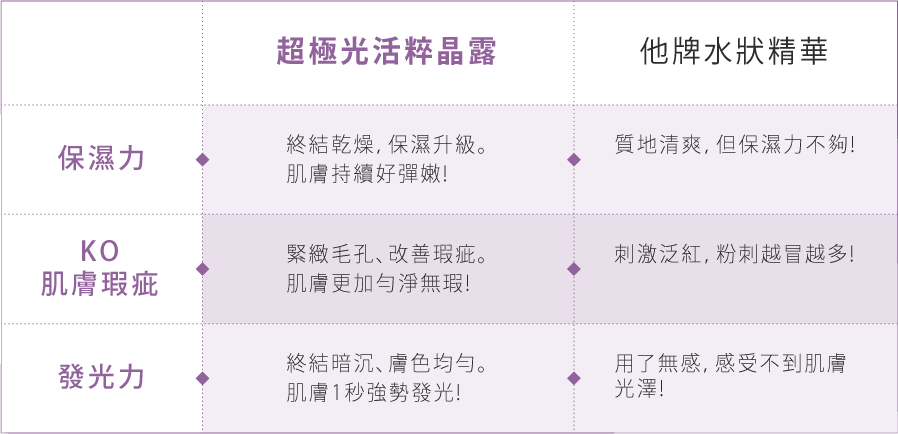 超極光活粹晶露
他牌水狀精華
保濕力
終結乾燥, 保濕升級。
肌膚持續好彈嫩!
質地清爽, 但保濕力不夠!
KO
肌膚瑕疵
緊緻毛孔、改善瑕疵。
肌膚更加勻淨無瑕!
刺激泛紅, 粉刺越冒越多!
發光力
終結暗沉、膚色均勻。
肌膚1秒強勢發光!
用了無感, 感受不到肌膚
光澤!